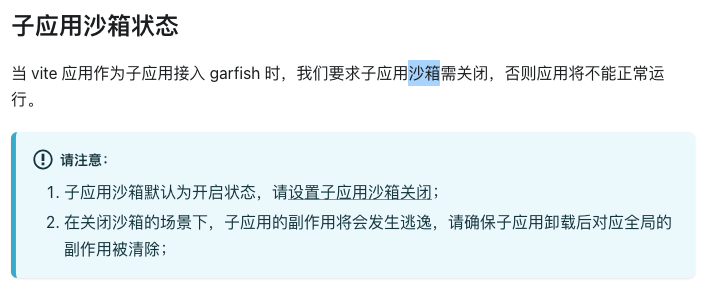 子应用沙箱状态
当 vite 应用作为子应用接入 garfish 时，我们要求子应用沙箱需关闭，否则应用将不能正常运
行。
请注意：
1. 子应用沙箱默认为开启状态，请设置子应用沙箱关闭；
2. 在关闭沙箱的场景下，子应用的副作用将会发生逃逸，请确保子应用卸载后对应全局的
副作用被清除；